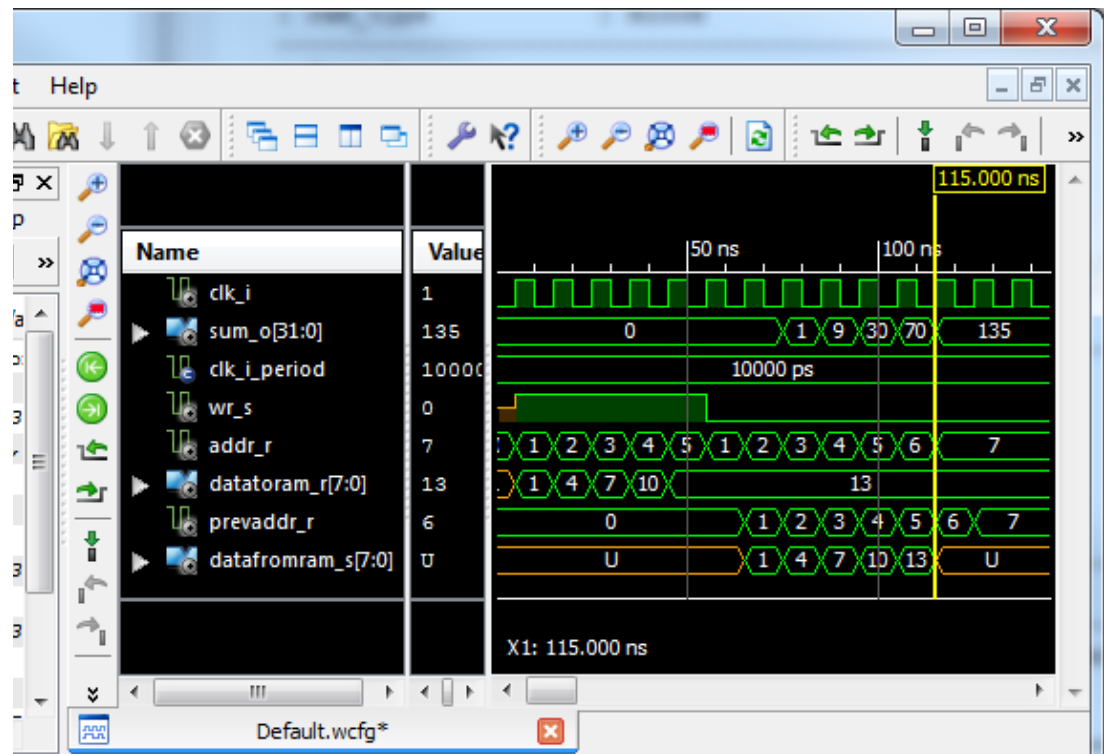 Help
115.000 ns
Name Value
50 ns 100 ns
clk_i 1
sum_o[31:0] 135 0 1 9 30 70 135
clk_i_period 10000 10000 ps
wr_s 0
addr_r 7 1 2 3 4 5 1 2 3 4 5 6 7
datatoram_r[7:0] 13 1 4 7 10 13
prevaddr_r 6 0 1 2 3 4 5 6 7
datafromram_s[7:0] U U 1 4 7 10 13 U
X1: 115.000 ns
Default.wcfg*